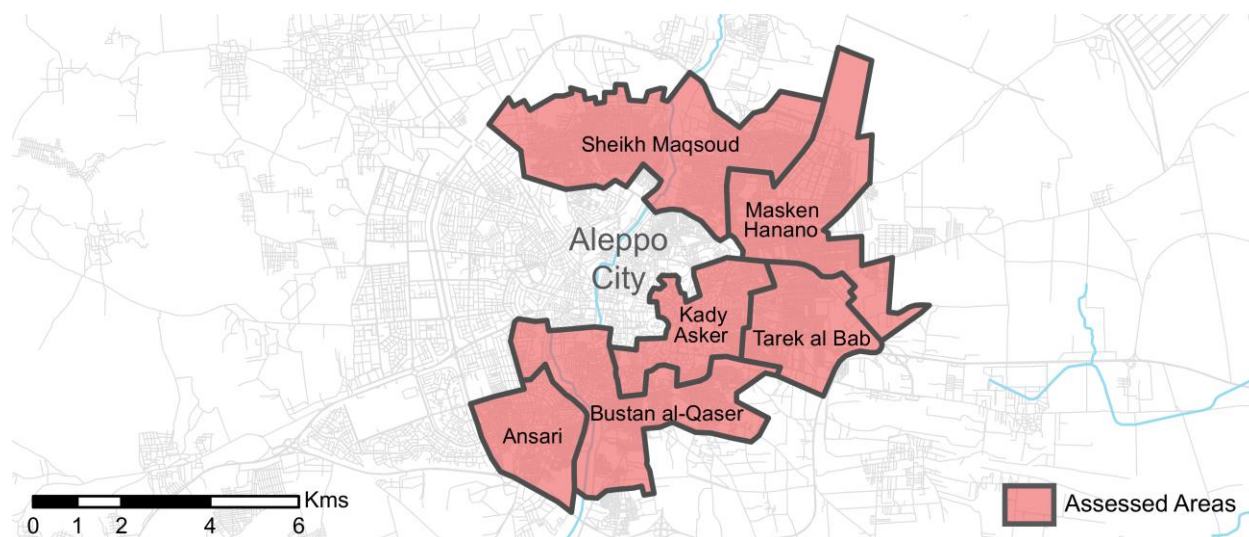 Sheikh Maqsoud
Masken
Hanano
Aleppo
City
Kady
Asker
Tarek al Bab
Bustan al-Qaser
Ansari
Kms
0 1 2 4 6
Assessed Areas